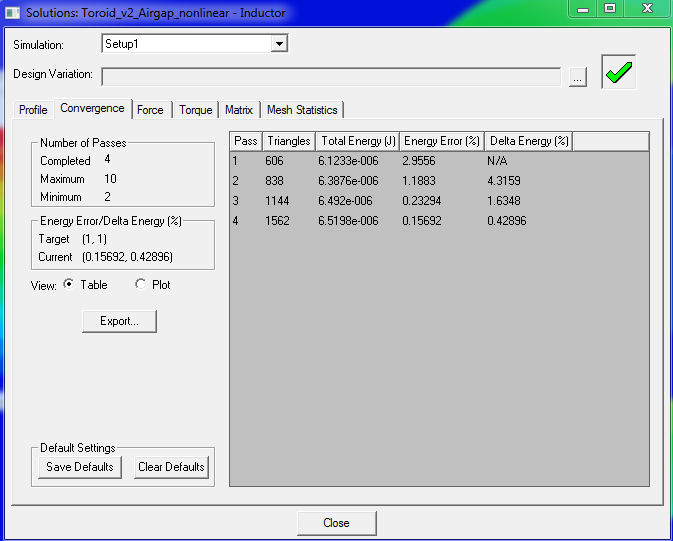 Solutions: Toroid_v2_Airgap_nonlinear - Inductor
Simulation: Setup1
Design Variation: ...
Profile Convergence Force Torque Matrix Mesh Statistics
Number of Passes
Completed 4
Maximum 10
Minimum 2
Energy Error/Delta Energy (%)
Target (1, 1)
Current (0.15692, 0.42896)
View: Table Plot
Export...
Default Settings
Save Defaults Clear Defaults
Pass Triangles Total Energy (J) Energy Error (%) Delta Energy (%)
1 606 6.1233e-006 2.9556 N/A
2 838 6.3876e-006 1.1883 4.3159
3 1144 6.492e-006 0.23294 1.6348
4 1562 6.5198e-006 0.15692 0.42896
Close